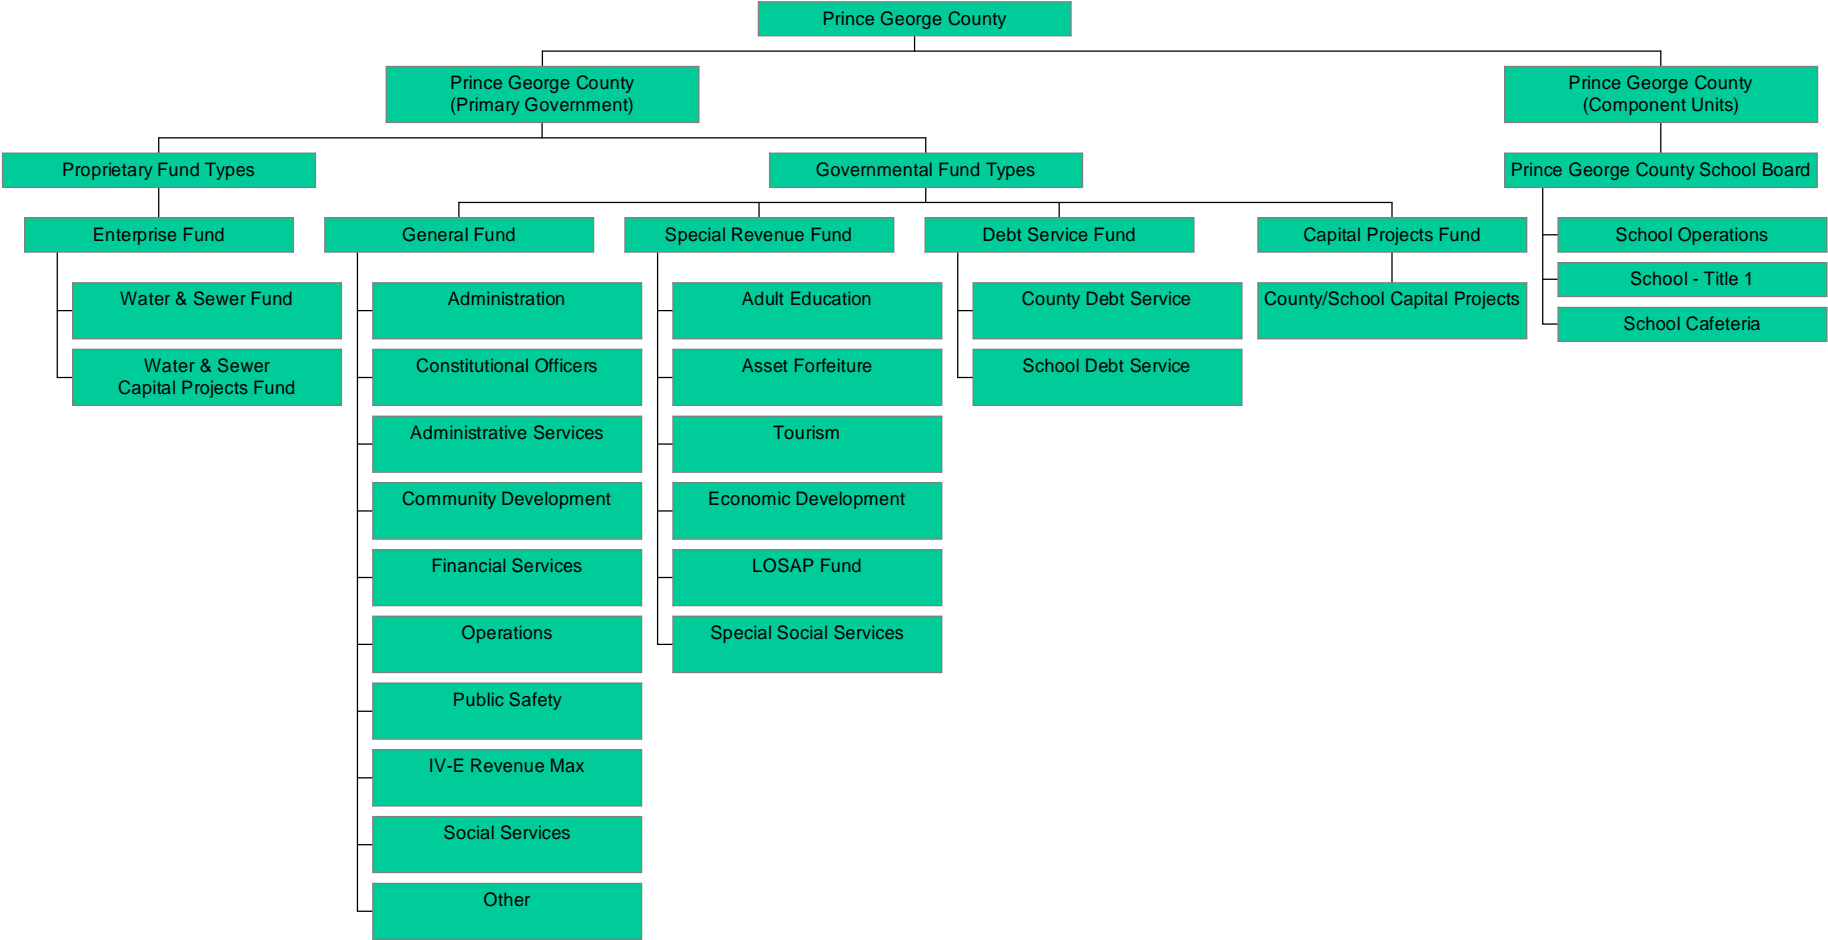 Prince George County
Prince George County
(Primary Government)
Prince George County
(Component Units)
Proprietary Fund Types
Governmental Fund Types
Prince George County School Board
Enterprise Fund
General Fund
Special Revenue Fund
Debt Service Fund
Capital Projects Fund
School Operations
School - Title 1
School Cafeteria
Water & Sewer Fund
Water & Sewer
Capital Projects Fund
Administration
Constitutional Officers
Administrative Services
Community Development
Financial Services
Operations
Public Safety
IV-E Revenue Max
Social Services
Other
Adult Education
Asset Forfeiture
Tourism
Economic Development
LOSAP Fund
Special Social Services
County Debt Service
School Debt Service
County/School Capital Projects